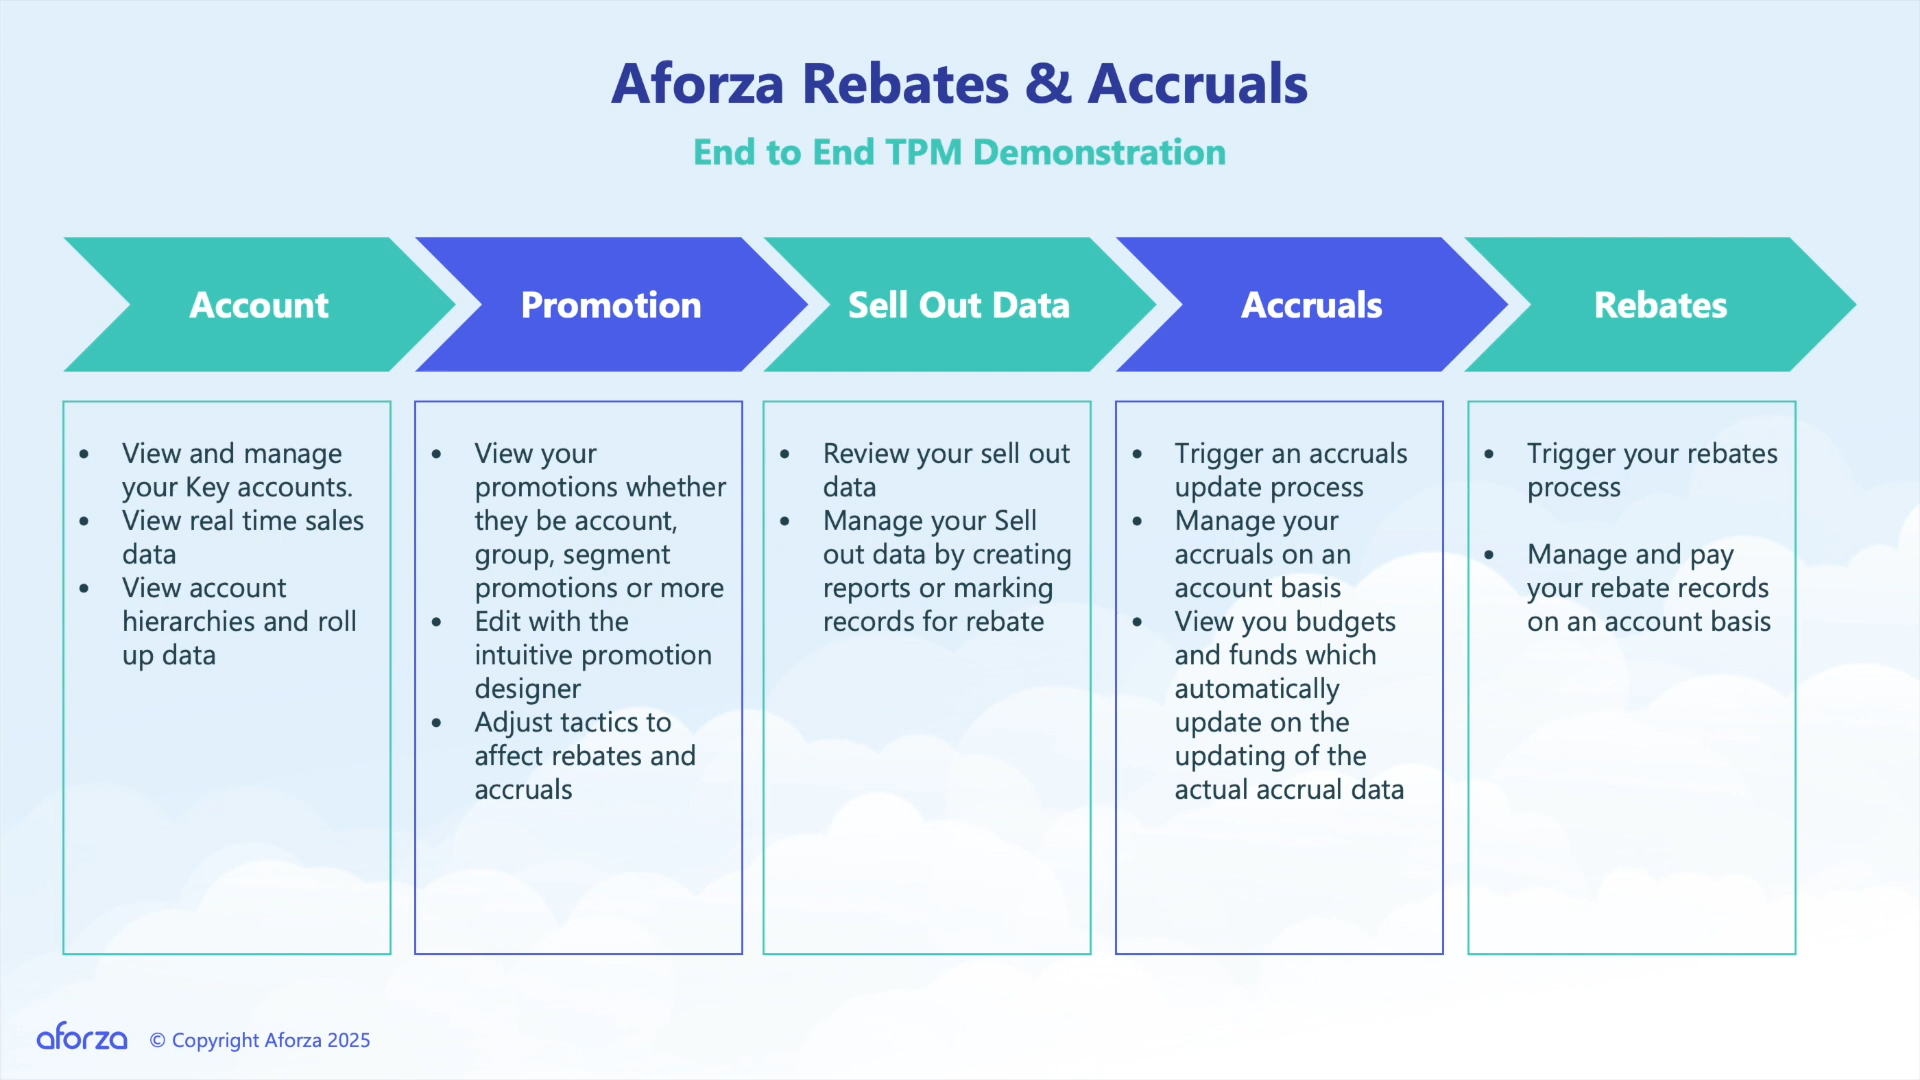 Aforza Rebates & Accruals
End to End TPM Demonstration
Account
Promotion
Sell Out Data
Accruals
Rebates
• View and manage
your Key accounts.
• View real time sales
data
• View account
hierarchies and roll
up data
• View your
promotions whether
they be account,
group, segment
promotions or more
• Edit with the
intuitive promotion
designer
• Adjust tactics to
affect rebates and
accruals
• Review your sell out
data
• Manage your Sell
out data by creating
reports or marking
records for rebate
• Trigger an accruals
update process
• Manage your
accruals on an
account basis
• View you budgets
and funds which
automatically
update on the
updating of the
actual accrual data
• Trigger your rebates
process
• Manage and pay
your rebate records
on an account basis
aforza © Copyright Aforza 2025